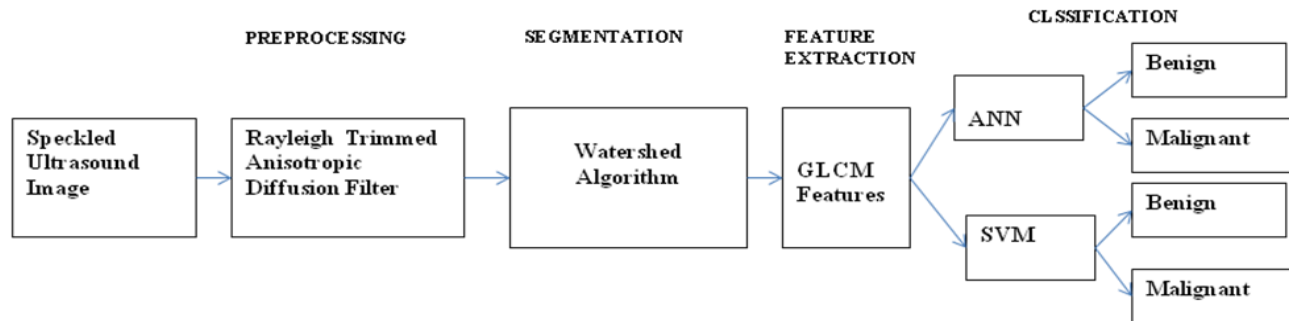 CLSSIFICATION
PREPROCESSING
SEGMENTATION
FEATURE
EXTRACTION
Speckled
Ultrasound
Image
Rayleigh Trimmed
Anisotropic
Diffusion Filter
Watershed
Algorithm
GLCM
Features
ANN
SVM
Benign
Malignant
Benign
Malignant